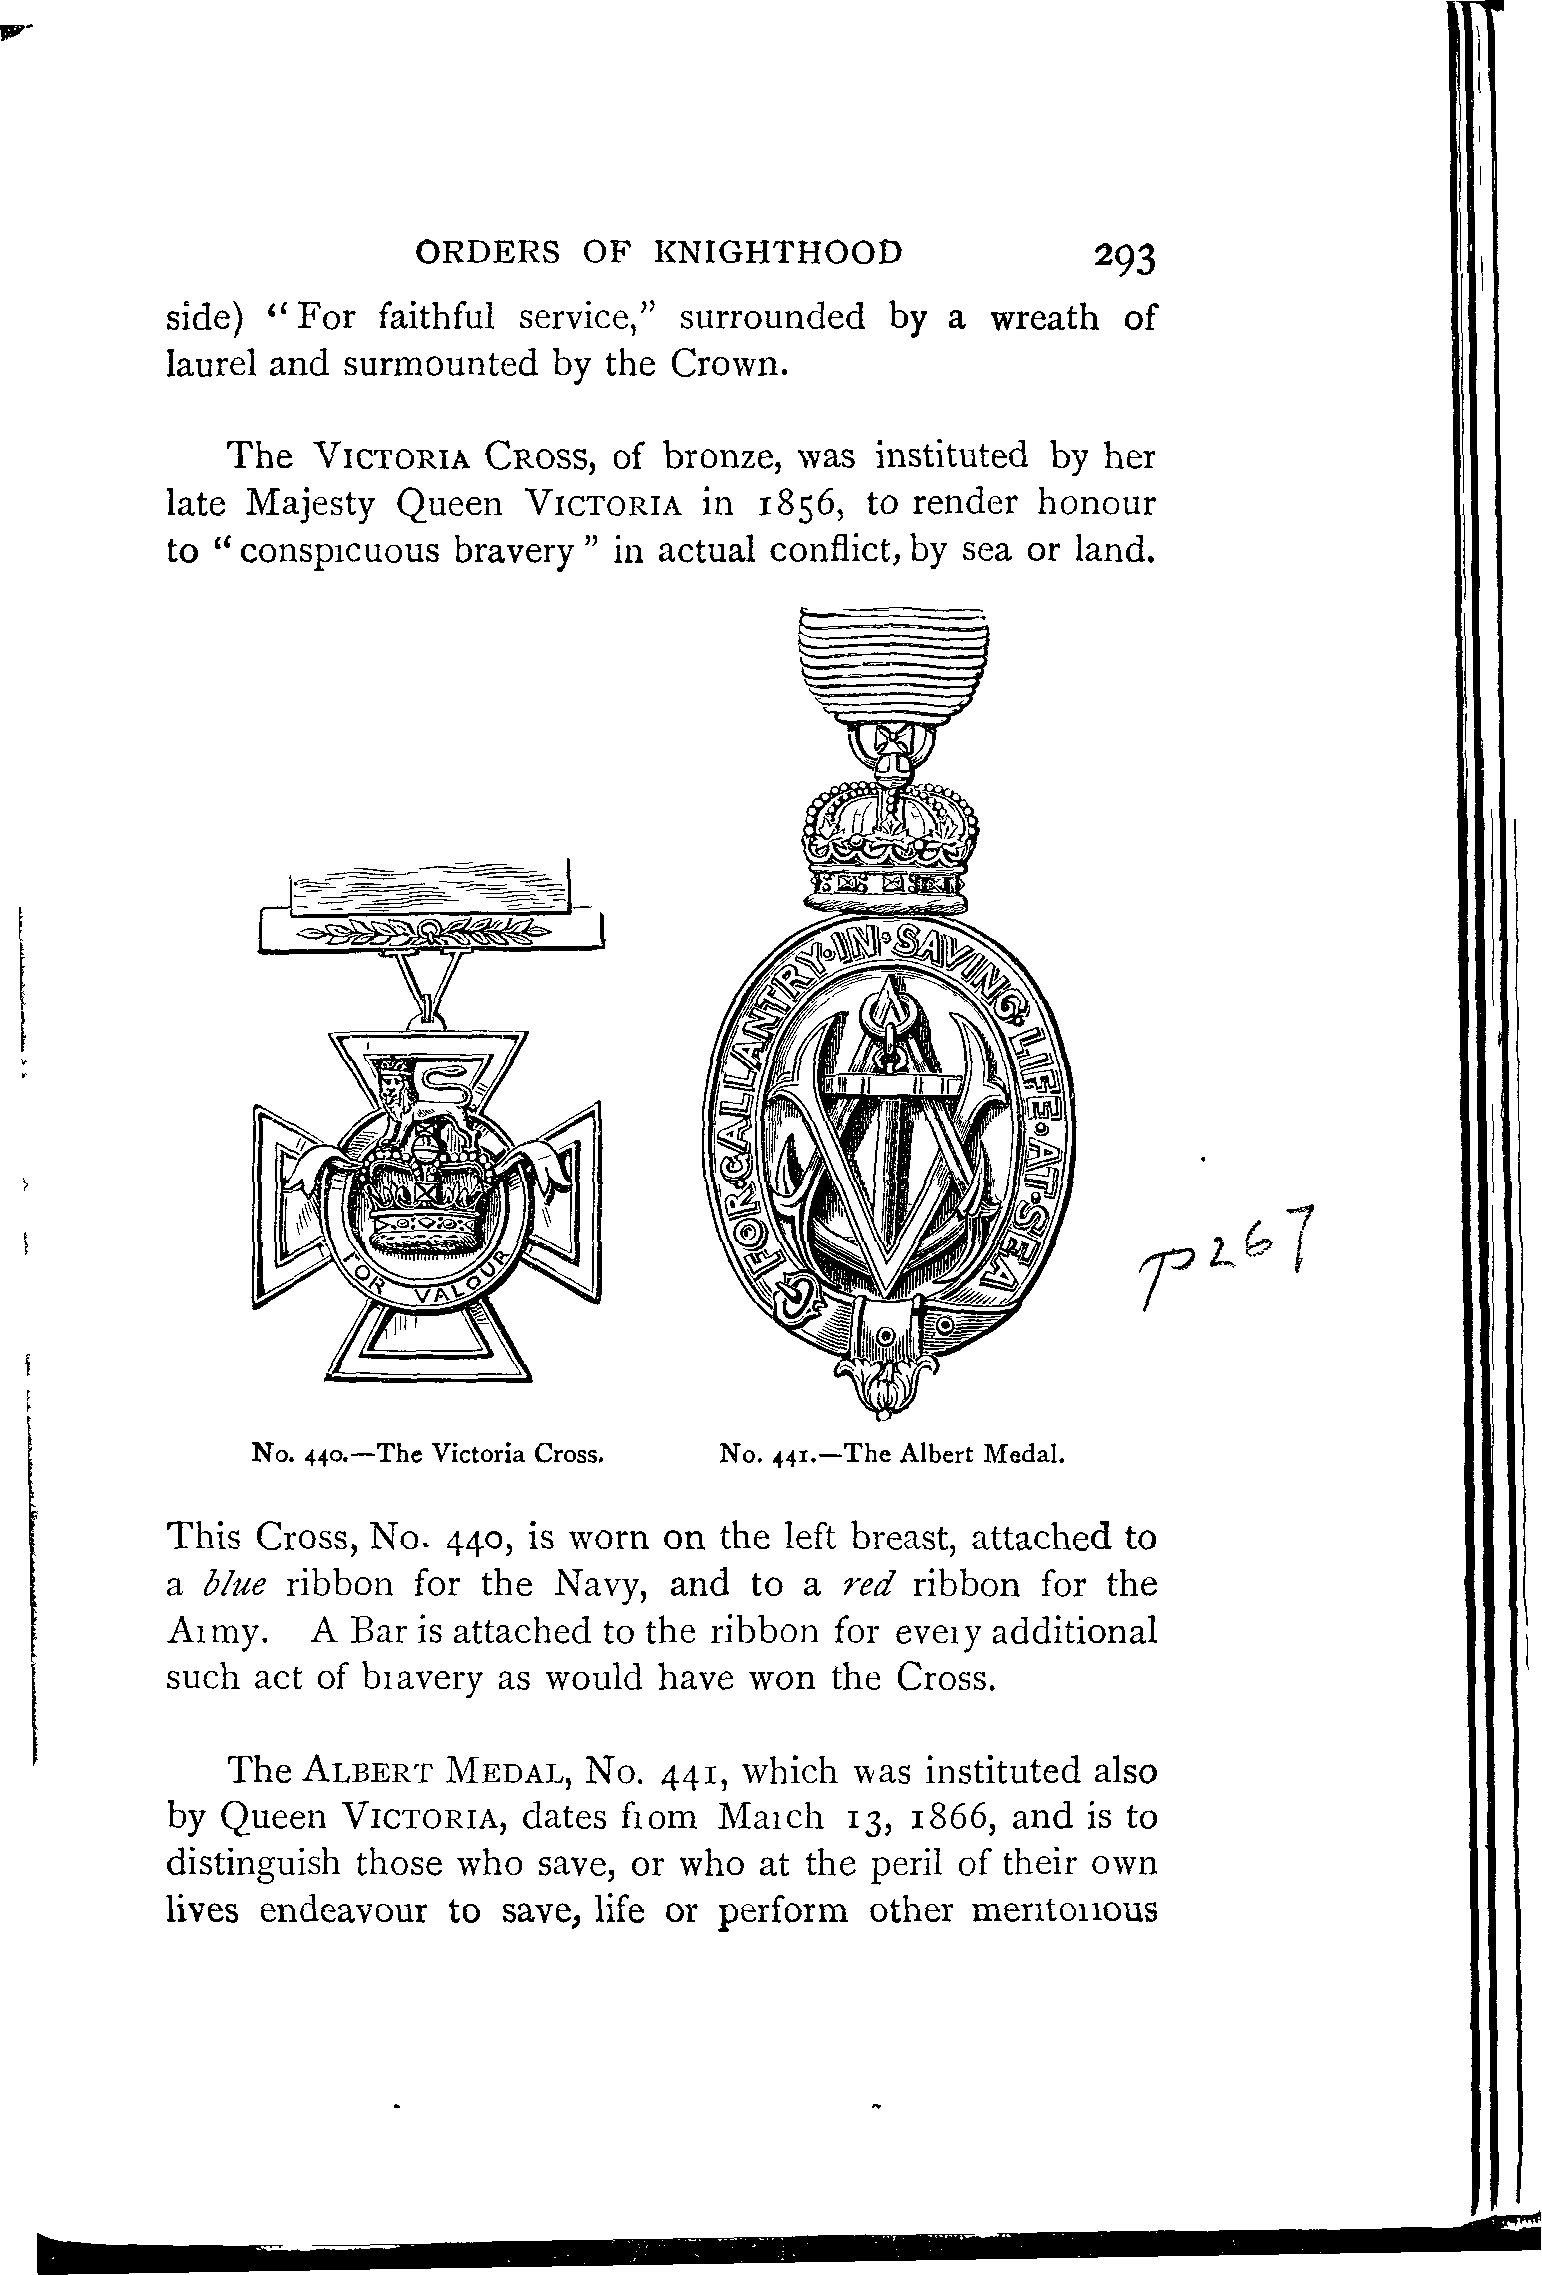 ORDERS OF KNIGHTHOOD 293
side) “For faithful service,” surrounded by a wreath of
laurel and surmounted by the Crown.
The VICTORIA CROSS, of bronze, was instituted by her
late Majesty Queen VICTORIA in 1856, to render honour
to “conspicuous bravery” in actual conflict, by sea or land.
FOR VALOUR
FOR·GALLANTRY·IN·SAVING·LIFE·AT·SEA
p267
No. 440.—The Victoria Cross. No. 441.—The Albert Medal.
This Cross, No. 440, is worn on the left breast, attached to
a blue ribbon for the Navy, and to a red ribbon for the
Army. A Bar is attached to the ribbon for every additional
such act of bravery as would have won the Cross.
The ALBERT MEDAL, No. 441, which was instituted also
by Queen VICTORIA, dates from March 13, 1866, and is to
distinguish those who save, or who at the peril of their own
lives endeavour to save, life or perform other meritorious